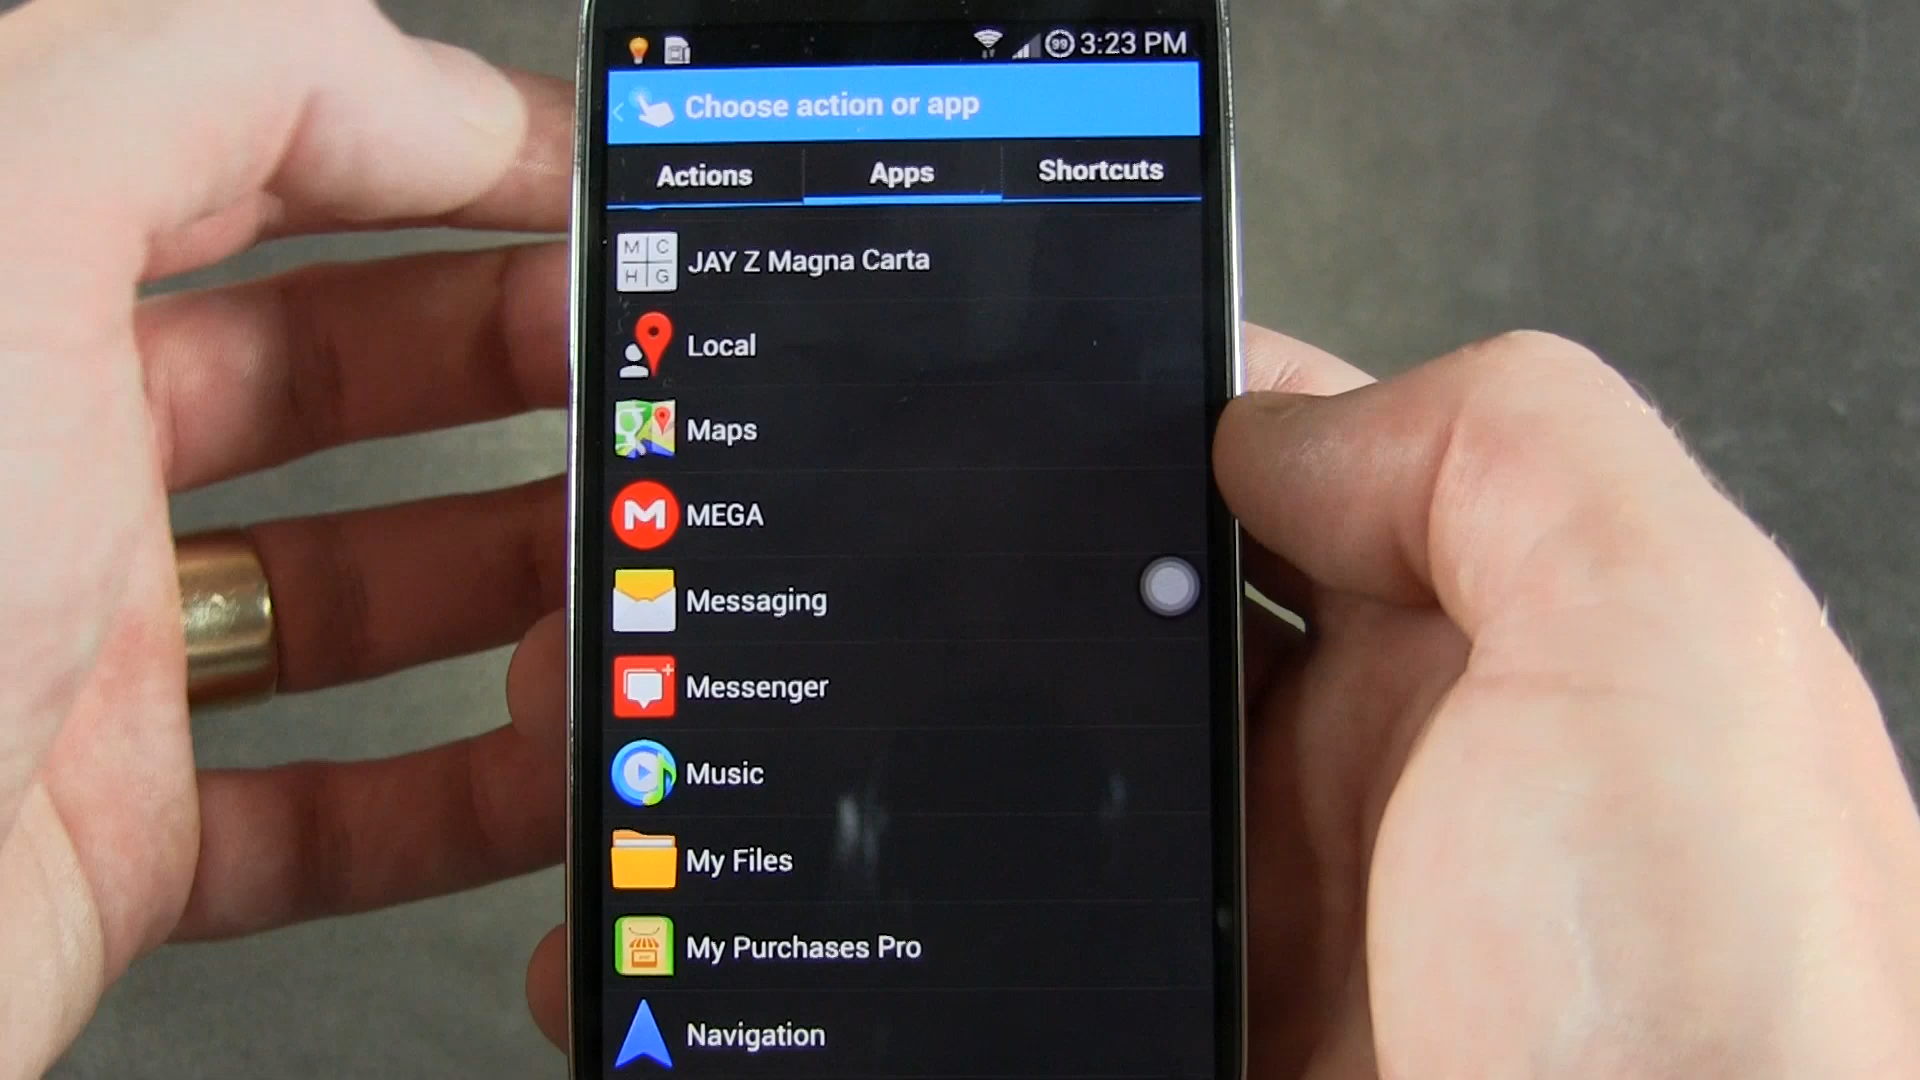 99 3:23 PM
Choose action or app
Actions Apps Shortcuts
M C
H G
JAY Z Magna Carta
Local
Maps
M
MEGA
Messaging
Messenger
Music
My Files
My Purchases Pro
Navigation